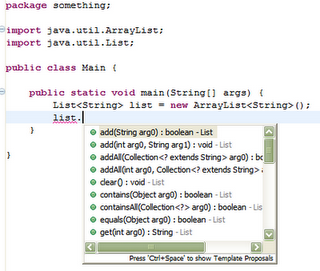 package something;
import java.util.ArrayList;
import java.util.List;
public class Main {
public static void main(String[] args) {
List<String> list = new ArrayList<String>();
list.
add(String arg0) : boolean - List
add(int arg0, String arg1) : void - List
addAll(Collection<? extends String> arg0) : bo
addAll(int arg0, Collection<? extends String> a
clear() : void - List
contains(Object arg0) : boolean - List
containsAll(Collection<?> arg0) : boolean - List
equals(Object arg0) : boolean - List
get(int arg0) : String - List
Press 'Ctrl+Space' to show Template Proposals
}
}